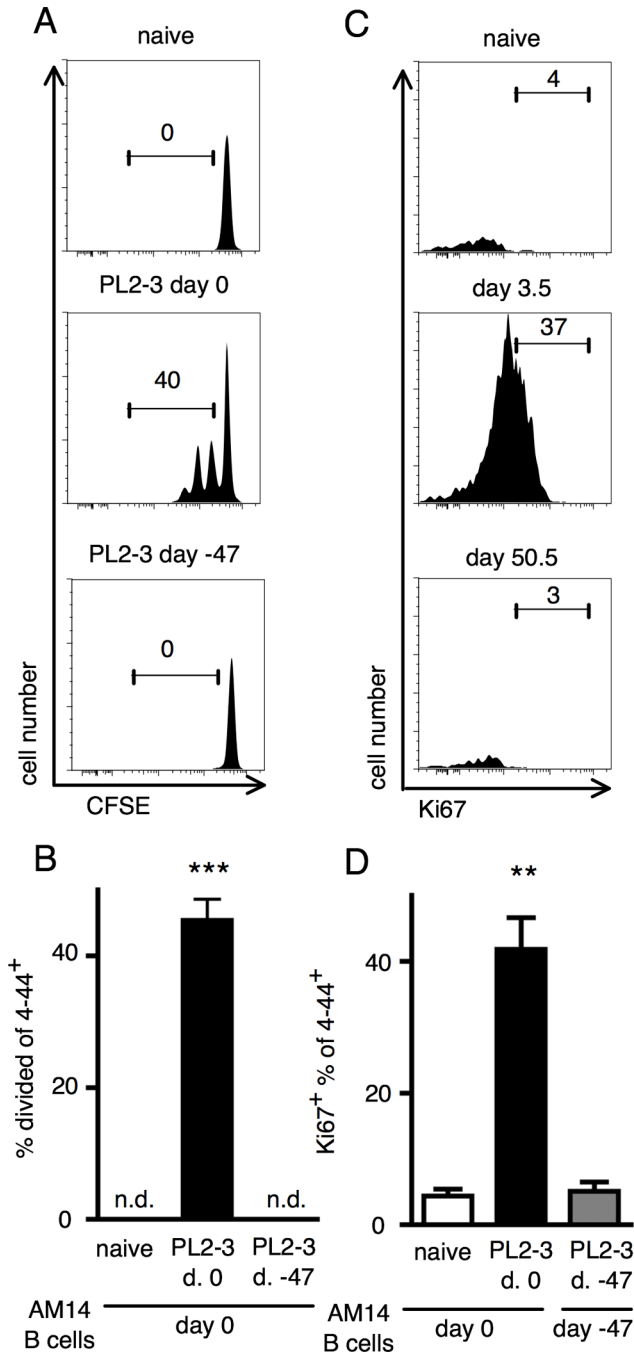 A
naive
0
PL2-3 day 0
40
PL2-3 day -47
0
cell number
CFSE
C
naive
4
day 3.5
37
day 50.5
3
cell number
Ki67
B
***
% divided of 4-44+
40
20
0
n.d.
n.d.
naive
PL2-3
d. 0
PL2-3
d. -47
AM14
B cells
day 0
D
**
Ki67+ % of 4-44+
40
20
0
naive
PL2-3
d. 0
PL2-3
d. -47
AM14
B cells
day 0
day -47